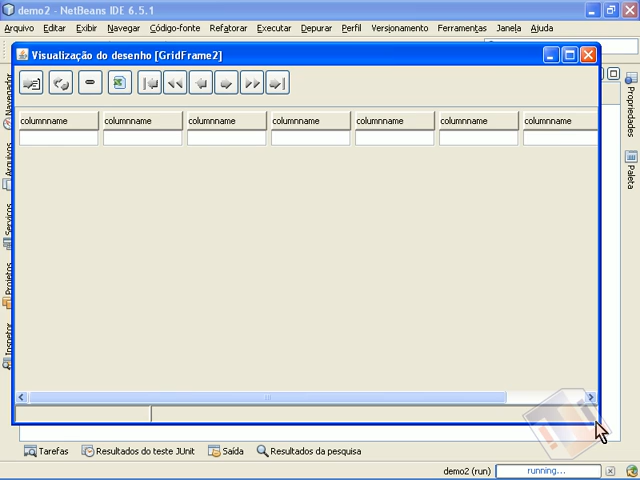 demo2 - NetBeans IDE 6.5.1
Arquivo Editar Exibir Navegar Código-fonte Refatorar Executar Depurar Perfil Versionamento Ferramentas Janela Ajuda
Visualização do desenho [GridFrame2]
columnname columnname columnname columnname columnname columnname columnname
Navegador
Arquivos
Serviços
Projetos
Inspetor
Propriedades
Paleta
Tarefas Resultados do teste JUnit Saída Resultados da pesquisa
demo2 (run) running...